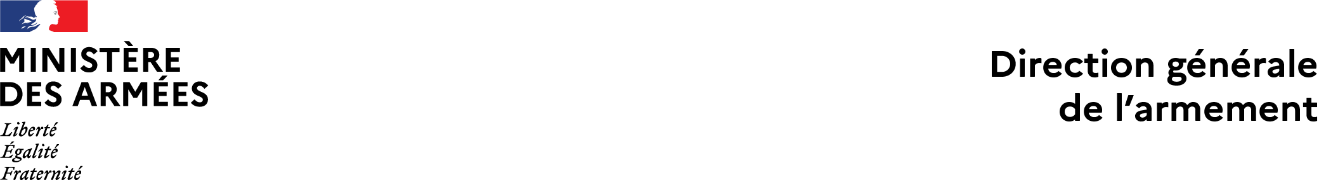 MINISTÈRE
DES ARMÉES
Liberté
Égalité
Fraternité
Direction générale
de l’armement